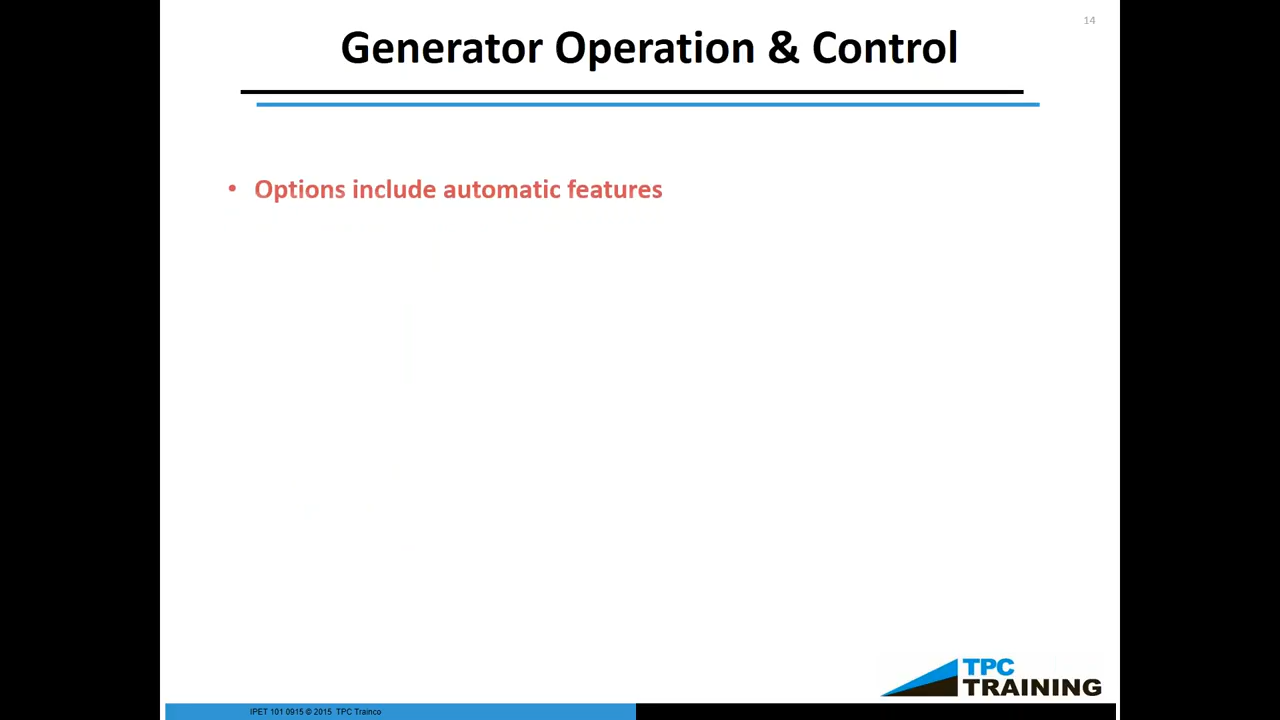 14
Generator Operation & Control
• Options include automatic features
TPC
TRAINING
IPET 101 0915 © 2015 TPC Trainco